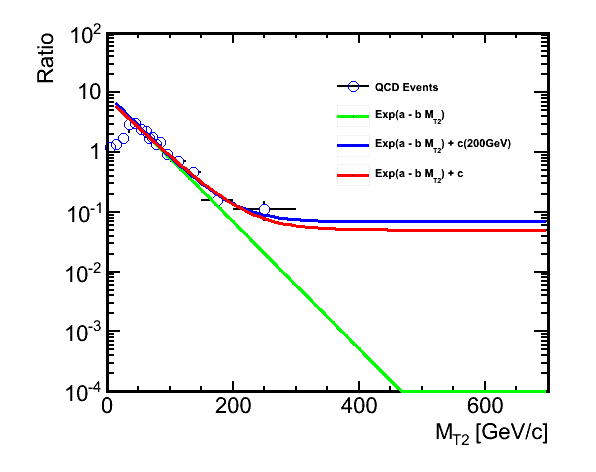 Ratio
10²
10
1
10⁻¹
10⁻²
10⁻³
10⁻⁴
QCD Events
Exp(a - b M_T2)
Exp(a - b M_T2) + c(200GeV)
Exp(a - b M_T2) + c
0 200 400 600
M_T2 [GeV/c]